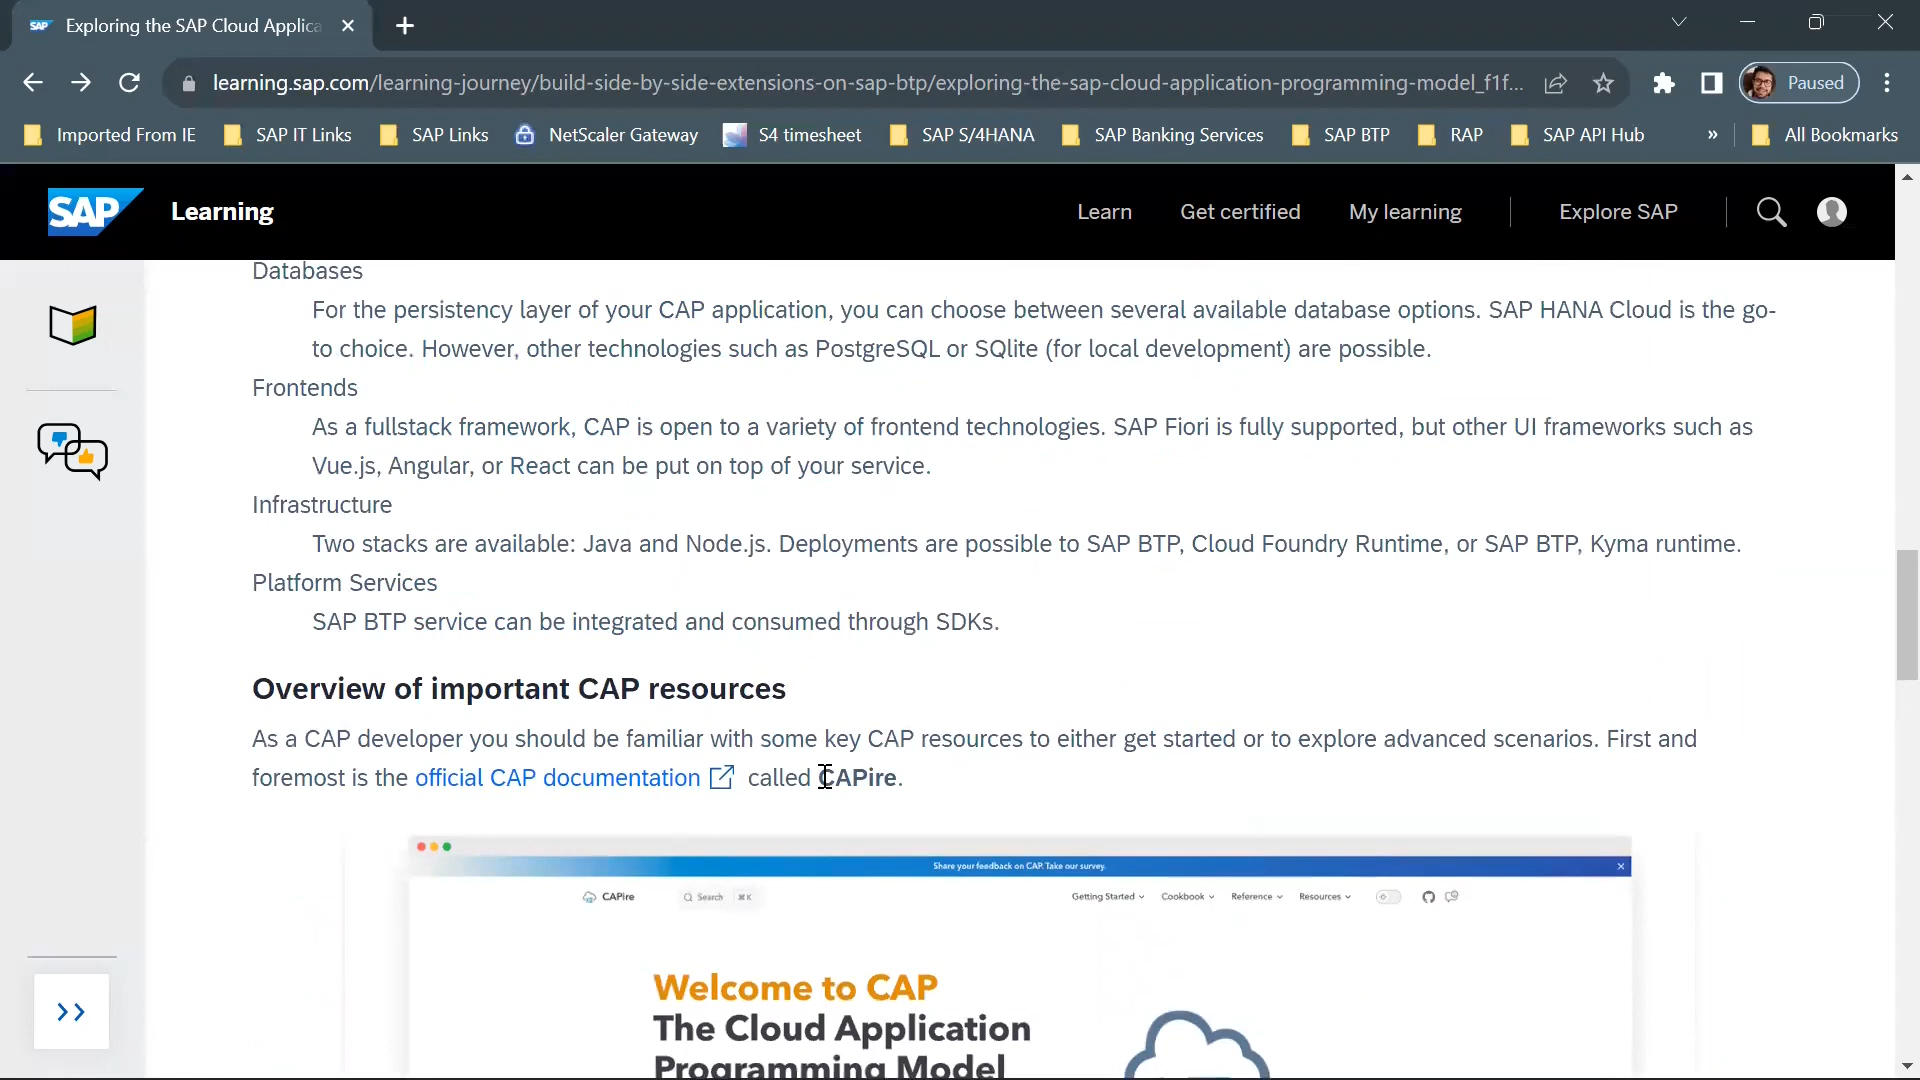 SAP Exploring the SAP Cloud Applica
learning.sap.com/learning-journey/build-side-by-side-extensions-on-sap-btp/exploring-the-sap-cloud-application-programming-model_f1f... Paused
Imported From IE SAP IT Links SAP Links NetScaler Gateway S4 timesheet SAP S/4HANA SAP Banking Services SAP BTP RAP SAP API Hub » All Bookmarks
SAP Learning Learn Get certified My learning Explore SAP
Databases
For the persistency layer of your CAP application, you can choose between several available database options. SAP HANA Cloud is the go-
to choice. However, other technologies such as PostgreSQL or SQlite (for local development) are possible.
Frontends
As a fullstack framework, CAP is open to a variety of frontend technologies. SAP Fiori is fully supported, but other UI frameworks such as
Vue.js, Angular, or React can be put on top of your service.
Infrastructure
Two stacks are available: Java and Node.js. Deployments are possible to SAP BTP, Cloud Foundry Runtime, or SAP BTP, Kyma runtime.
Platform Services
SAP BTP service can be integrated and consumed through SDKs.
Overview of important CAP resources
As a CAP developer you should be familiar with some key CAP resources to either get started or to explore advanced scenarios. First and
foremost is the official CAP documentation called CAPire.
Share your feedback on CAP. Take our survey.
CAPire Search ⌘K Getting Started Cookbook Reference Resources
Welcome to CAP
The Cloud Application
Programming Model